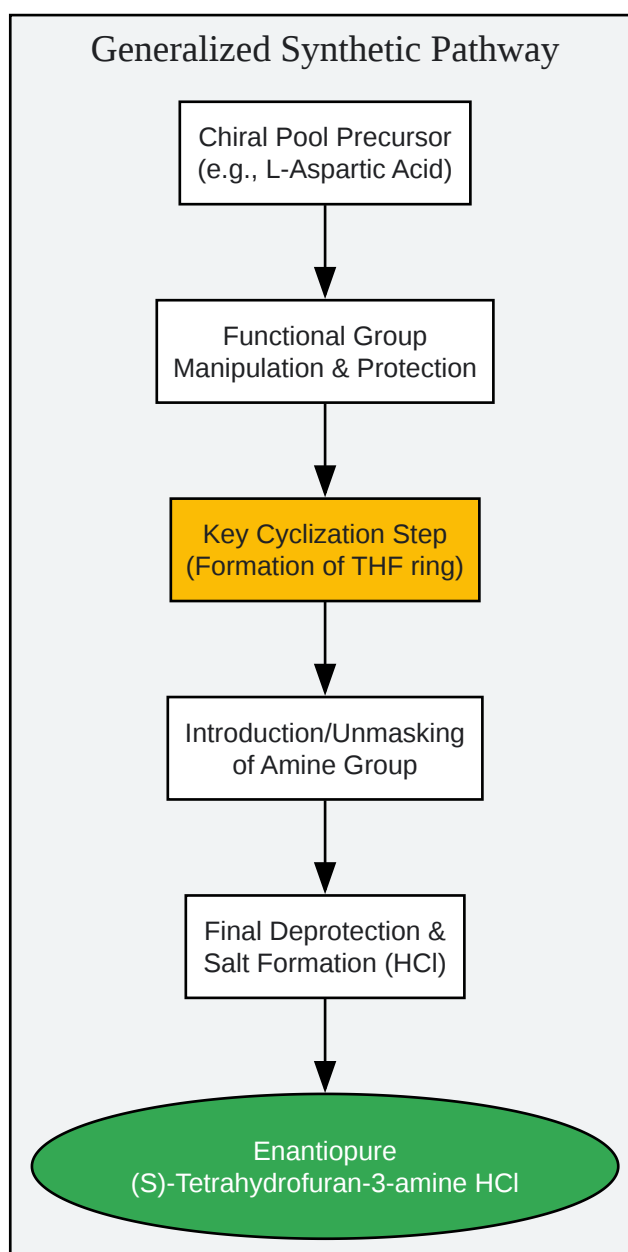 Generalized Synthetic Pathway
Chiral Pool Precursor
(e.g., L-Aspartic Acid)
Functional Group
Manipulation & Protection
Key Cyclization Step
(Formation of THF ring)
Introduction/Unmasking
of Amine Group
Final Deprotection &
Salt Formation (HCl)
Enantiopure
(S)-Tetrahydrofuran-3-amine HCl